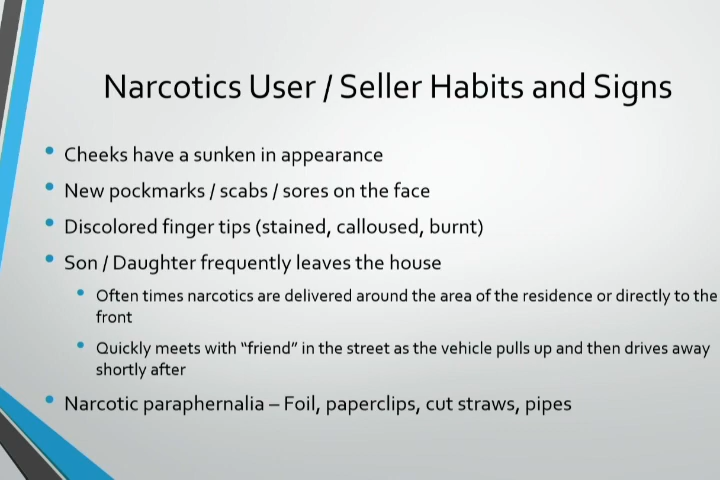 Narcotics User / Seller Habits and Signs
• Cheeks have a sunken in appearance
• New pockmarks / scabs / sores on the face
• Discolored finger tips (stained, calloused, burnt)
• Son / Daughter frequently leaves the house
• Often times narcotics are delivered around the area of the residence or directly to the
front
• Quickly meets with “friend” in the street as the vehicle pulls up and then drives away
shortly after
• Narcotic paraphernalia – Foil, paperclips, cut straws, pipes